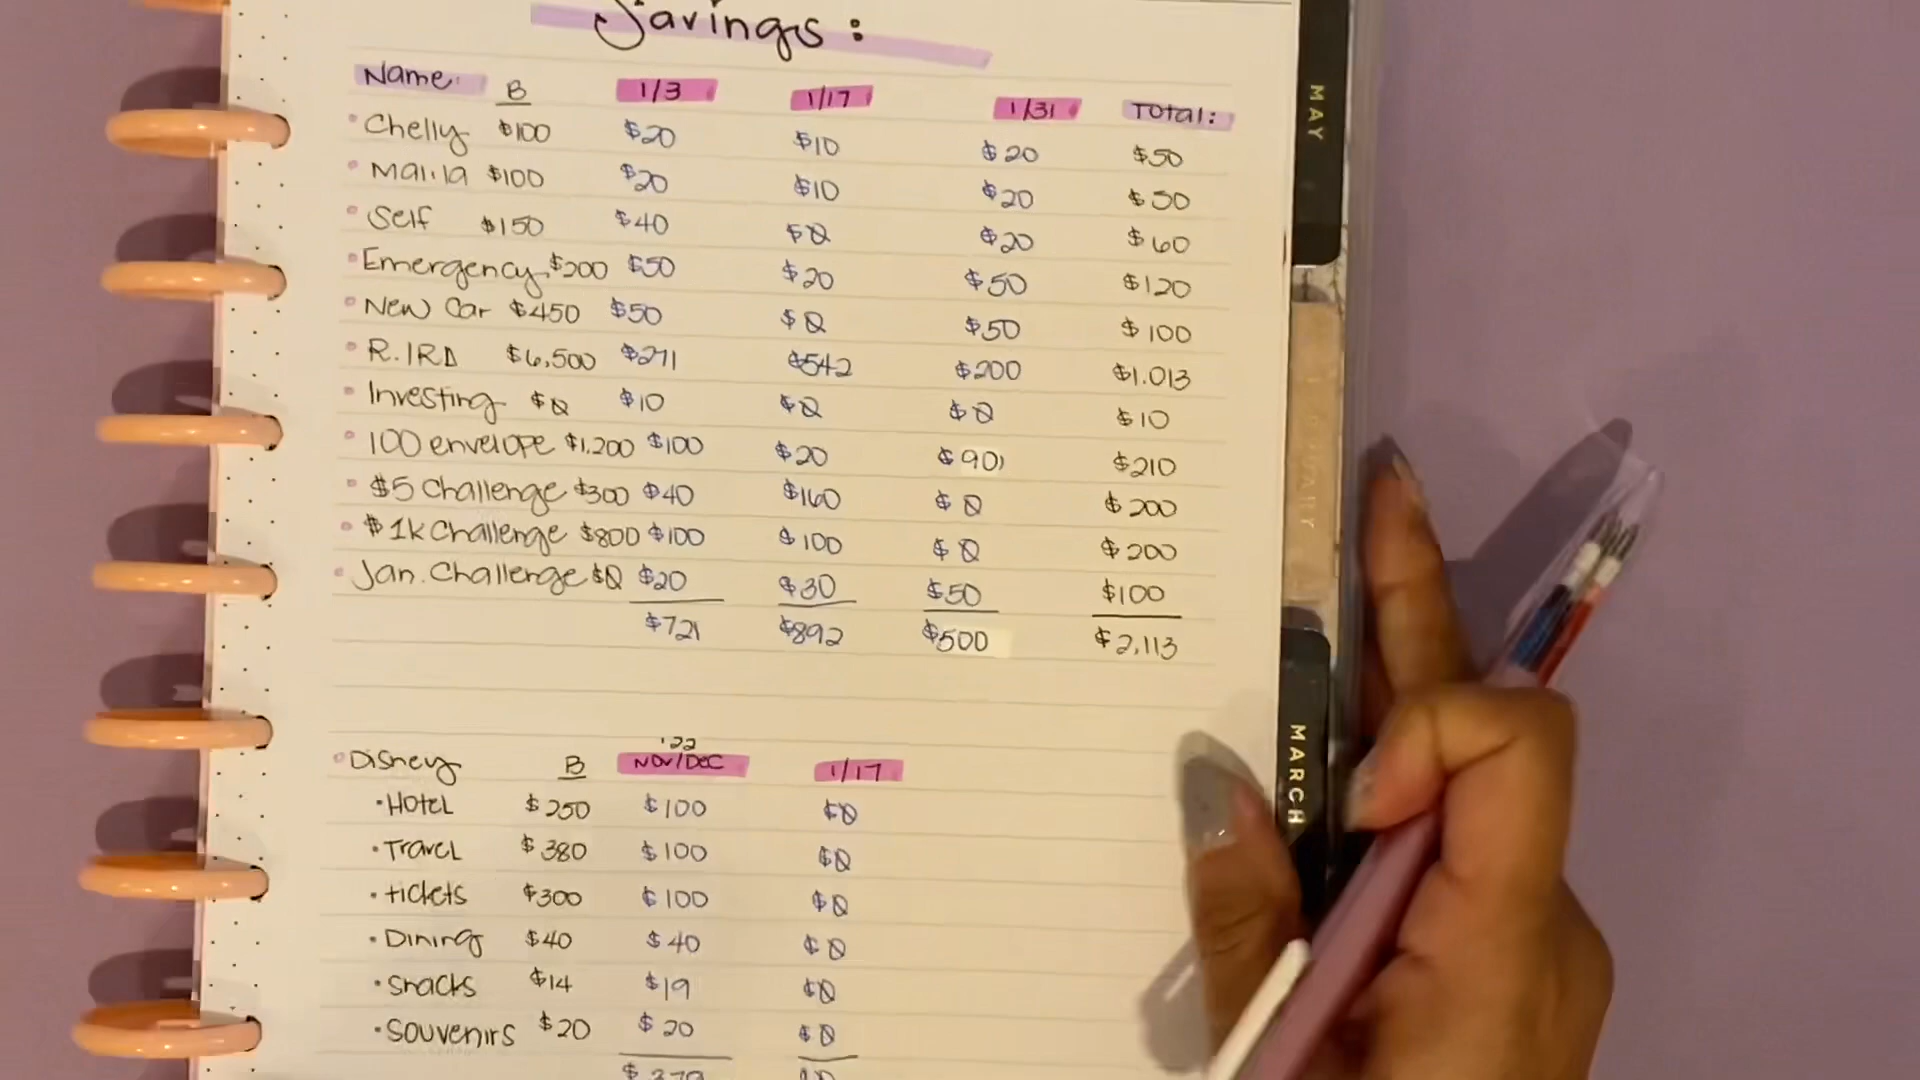 Savings:
Name: B 1/3 1/17 1/31 Total:
Chelly $100 $20 $10 $20 $50
Malila $100 $20 $10 $20 $50
Self $150 $40 $0 $20 $60
Emergency $200 $50 $20 $50 $120
New Car $450 $50 $0 $50 $100
R.IRA $6,500 $271 $542 $200 $1.013
Investing $0 $10 $0 $0 $10
100 envelope $1,200 $100 $20 $90 $210
$5 Challenge $300 $40 $160 $0 $200
$1k Challenge $800 $100 $100 $0 $200
Jan. Challenge $0 $20 $30 $50 $100
$721 $892 $500 $2,113
'22
Disney B Nov/Dec 1/17
Hotel $250 $100 $0
Travel $380 $100 $0
tickets $300 $100 $0
Dining $40 $40 $0
Snacks $14 $19 $0
Souvenirs $20 $20 $0
MAY
MARCH